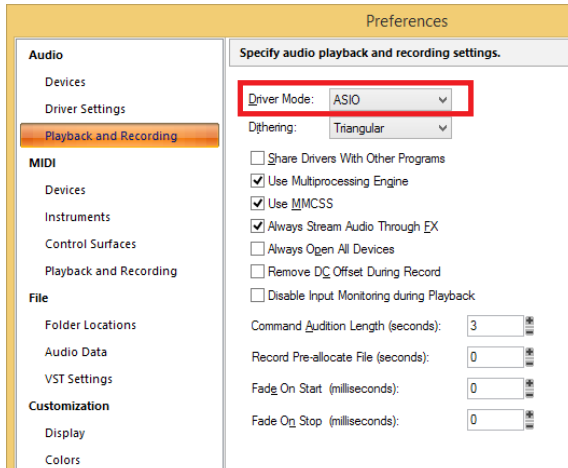 Preferences
Audio
Devices
Driver Settings
Playback and Recording
MIDI
Devices
Instruments
Control Surfaces
Playback and Recording
File
Folder Locations
Audio Data
VST Settings
Customization
Display
Colors
Specify audio playback and recording settings.
Driver Mode: ASIO
Dithering: Triangular
Share Drivers With Other Programs
Use Multiprocessing Engine
Use MMCSS
Always Stream Audio Through FX
Always Open All Devices
Remove DC Offset During Record
Disable Input Monitoring during Playback
Command Audition Length (seconds): 3
Record Pre-allocate File (seconds): 0
Fade On Start (milliseconds): 0
Fade On Stop (milliseconds): 0